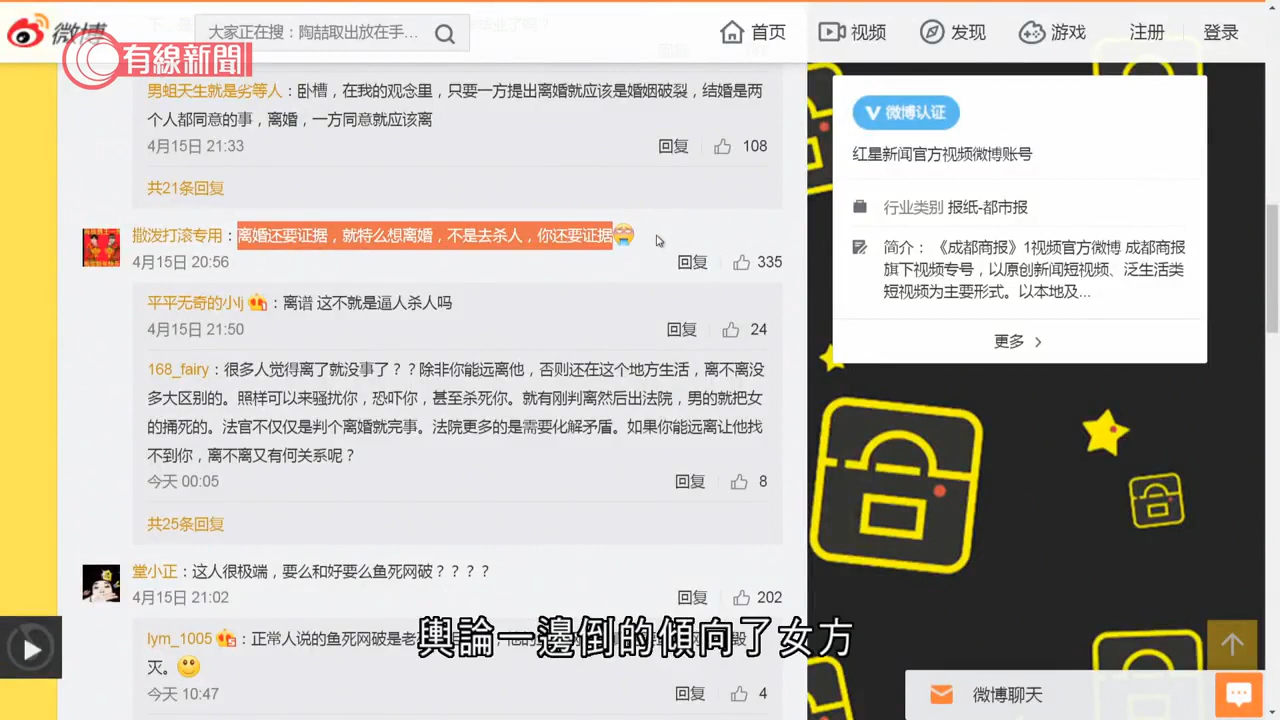 微博
大家正在搜：陶喆取出放在手...
首页
视频
发现
游戏
注册
登录
有線新聞
男蛆天生就是劣等人：卧槽，在我的观念里，只要一方提出离婚就应该是婚姻破裂，结婚是两
个人都同意的事，离婚，一方同意就应该离
4月15日 21:33
回复
108
共21条回复
撒泼打滚专用：离婚还要证据，就特么想离婚，不是去杀人，你还要证据
4月15日 20:56
回复
335
平平无奇的小lj：离谱 这不就是逼人杀人吗
4月15日 21:50
回复
24
168_fairy：很多人觉得离了就没事了？？除非你能远离他，否则还在这个地方生活，离不离没
多大区别的。照样可以来骚扰你，恐吓你，甚至杀死你。就有刚判离然后出法院，男的就把女
的捅死的。法官不仅仅是判个离婚就完事。法院更多的是需要化解矛盾。如果你能远离让他找
不到你，离不离又有何关系呢？
今天 00:05
回复
8
共25条回复
堂小正：这人很极端，要么和好要么鱼死网破？？？？
4月15日 21:02
回复
202
lym_1005：正常人说的鱼死网破是老
灭。
今天 10:47
回复
4
微博认证
红星新闻官方视频微博账号
行业类别 报纸-都市报
简介： 《成都商报》1视频官方微博 成都商报
旗下视频专号，以原创新闻短视频、泛生活类
短视频为主要形式。以本地及...
更多
輿論一邊倒的傾向了女方
微博聊天